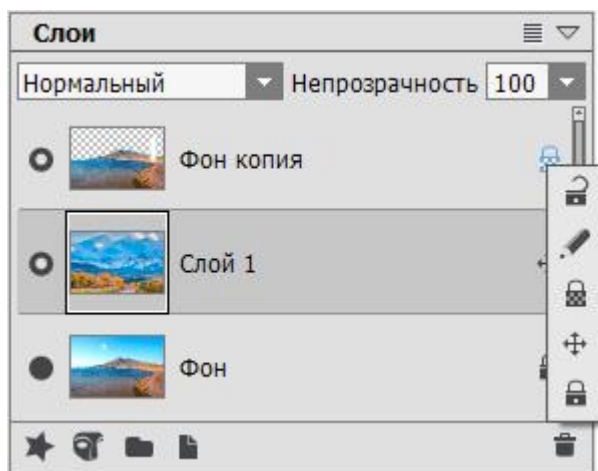 Слои
Нормальный Непрозрачность 100
Фон копия
Слой 1
Фон